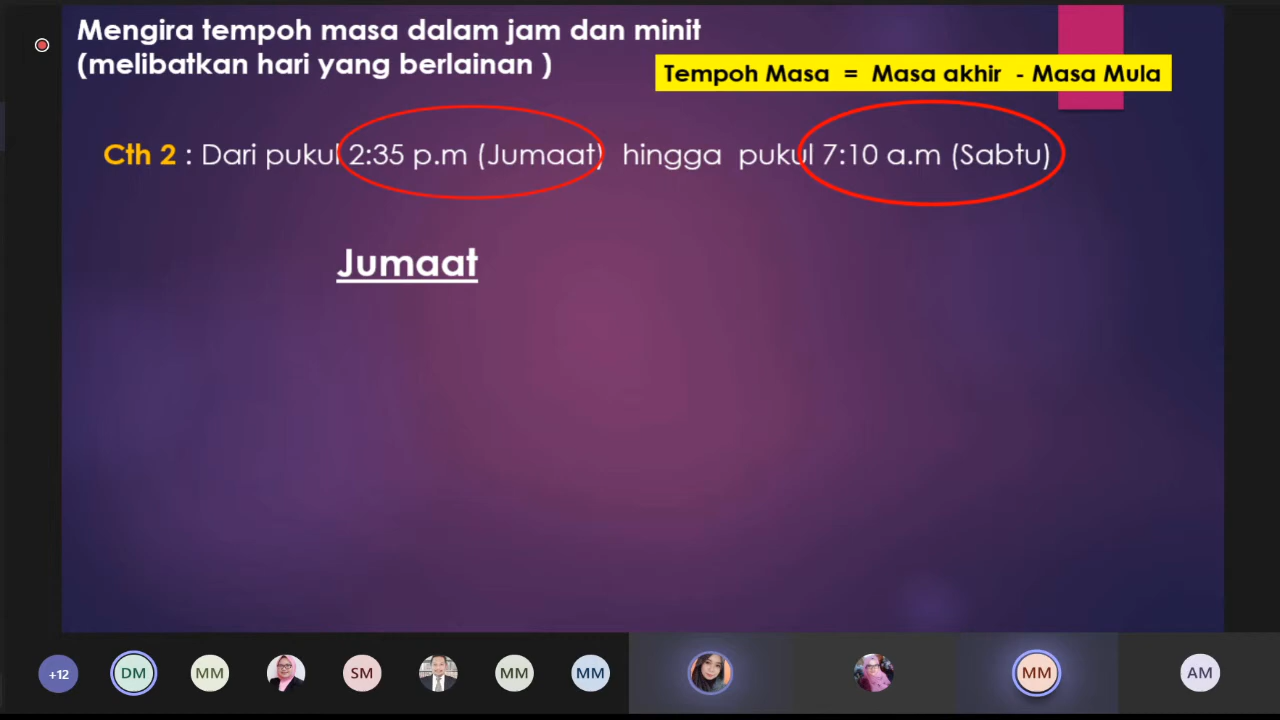 Mengira tempoh masa dalam jam dan minit
(melibatkan hari yang berlainan )
Tempoh Masa = Masa akhir - Masa Mula
Cth 2 : Dari pukul 2:35 p.m (Jumaat) hingga pukul 7:10 a.m (Sabtu)
Jumaat
+12 DM MM SM MM MM MM AM